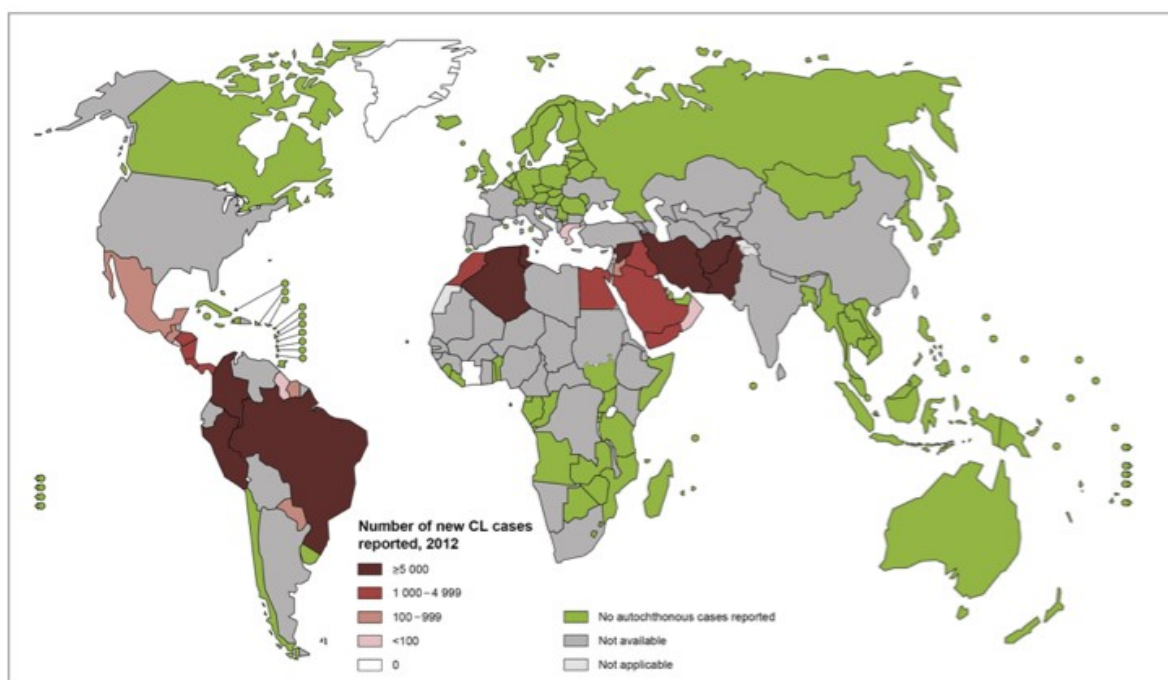 Number of new CL cases
reported, 2012
≥5 000
1 000–4 999
100–999
<100
0
No autochthonous cases reported
Not available
Not applicable